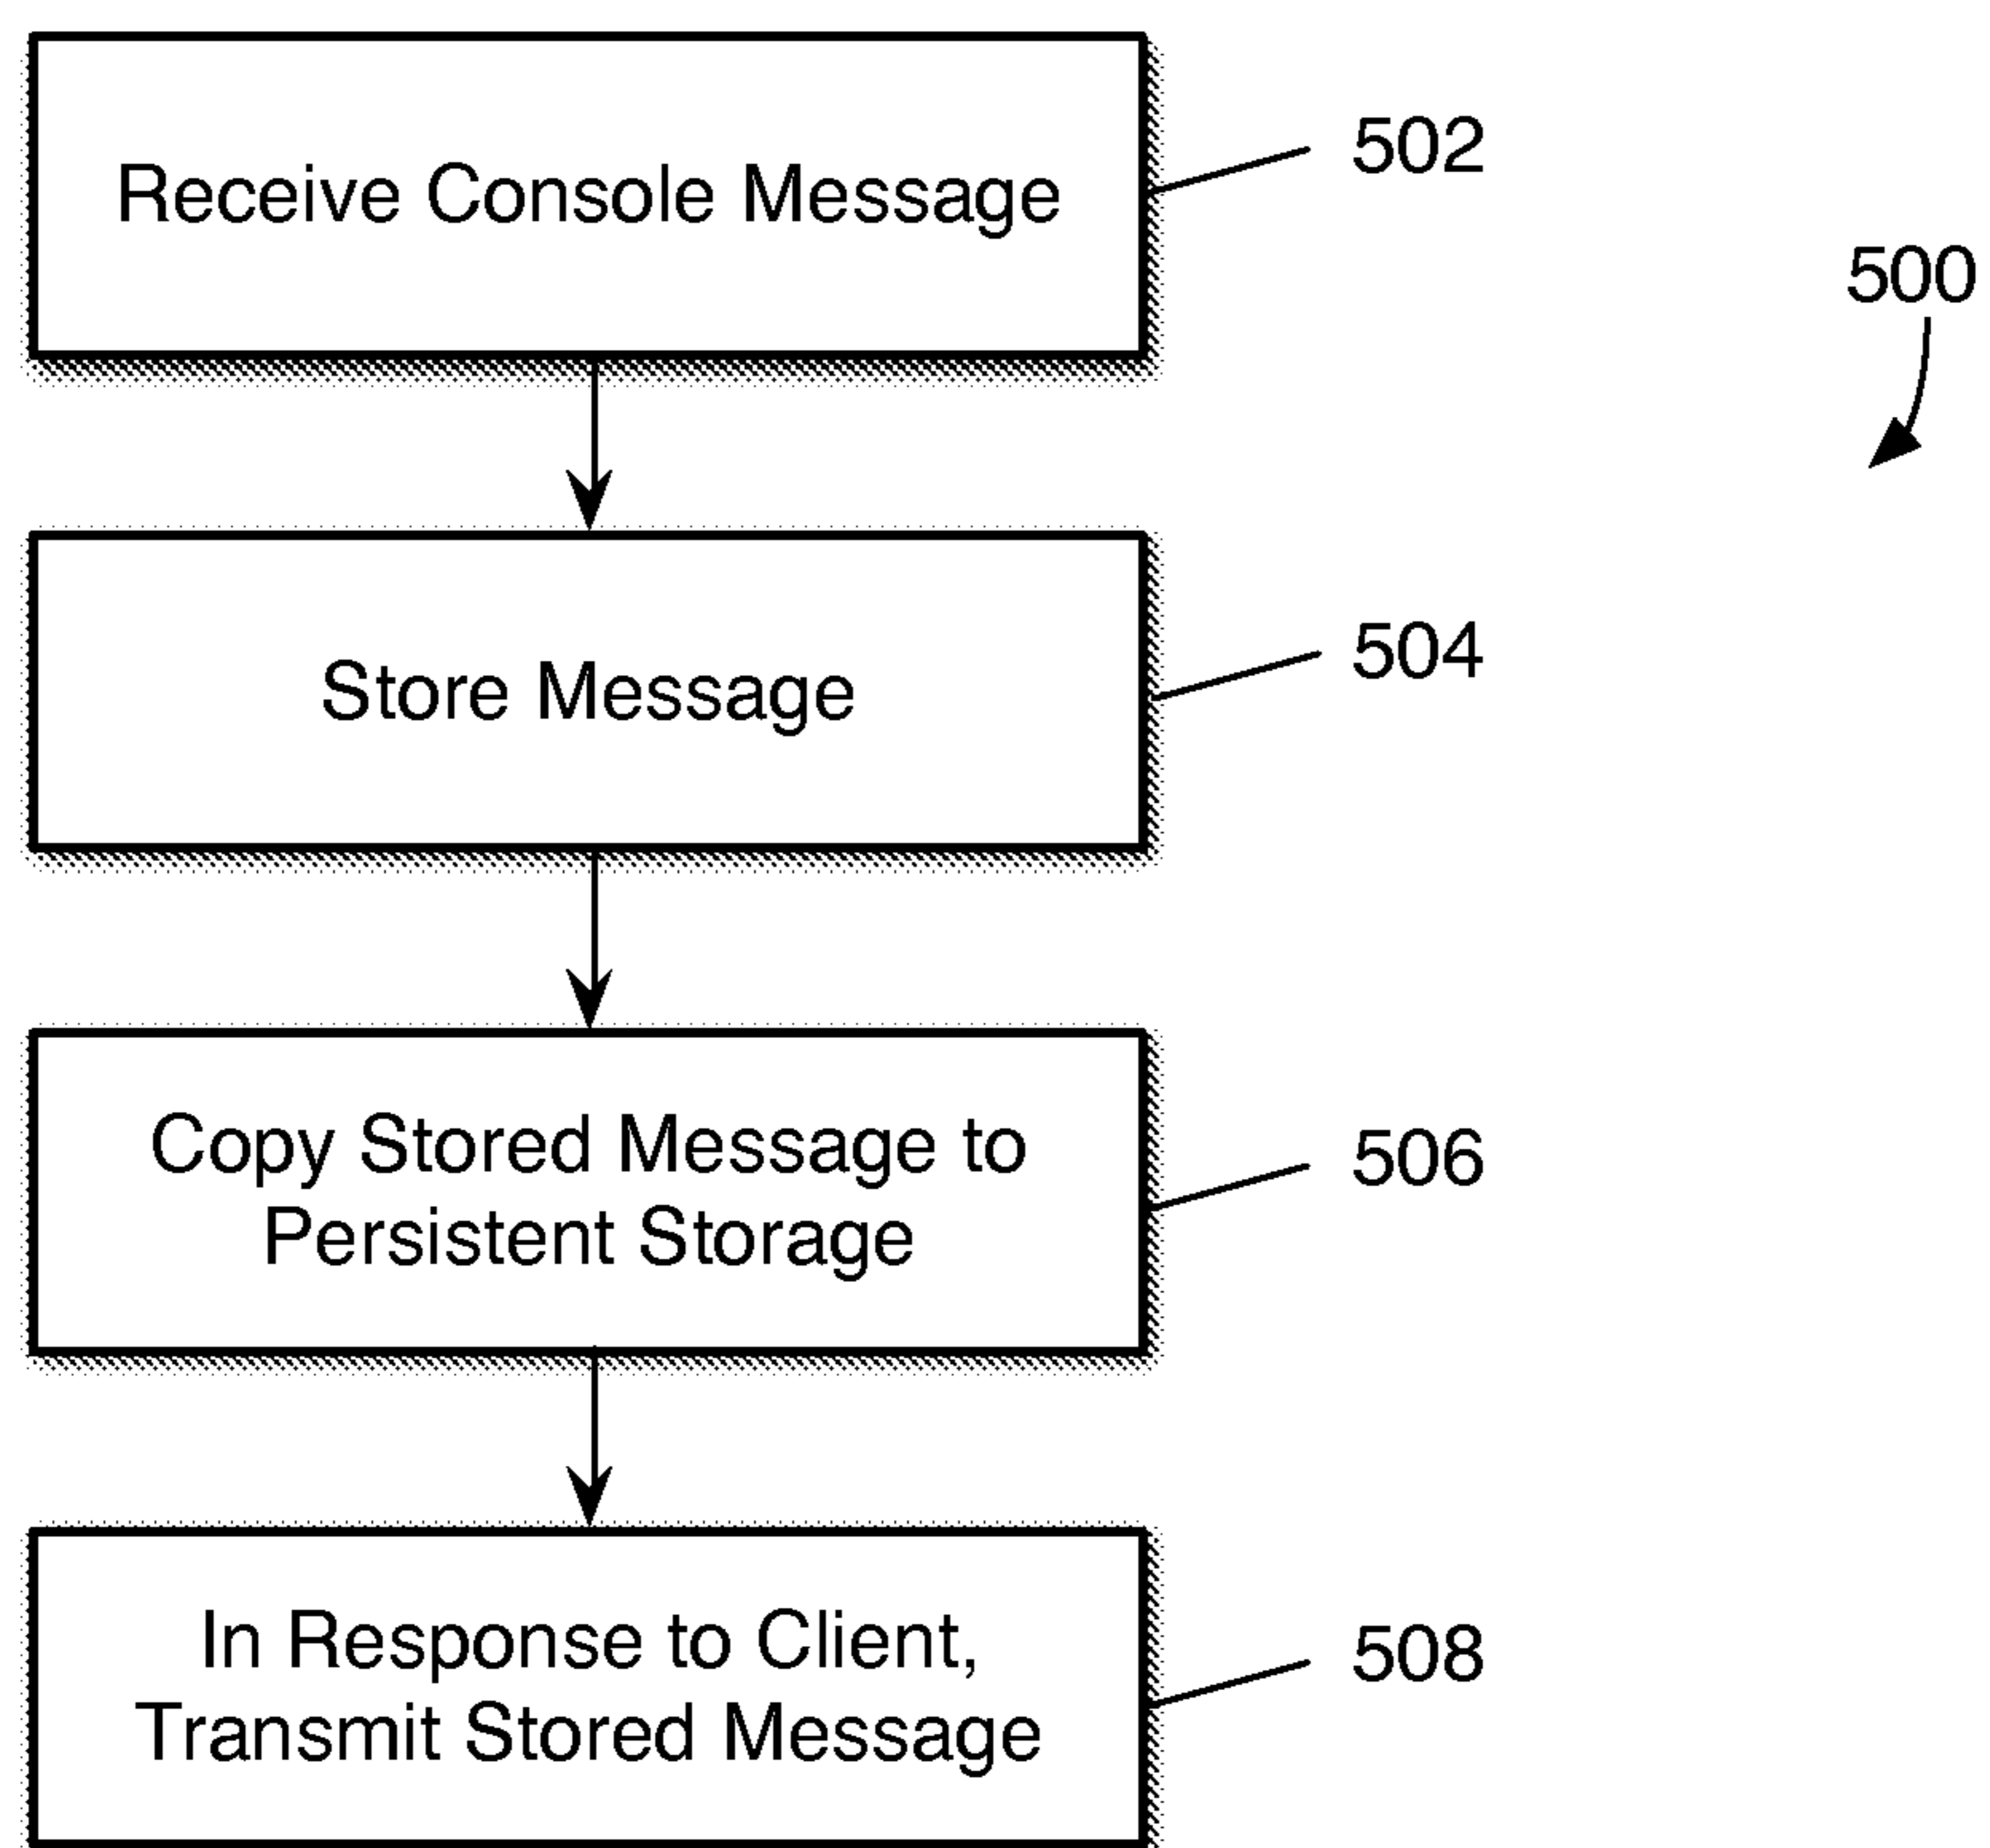 Receive Console Message
502
500
Store Message
504
Copy Stored Message to
Persistent Storage
506
In Response to Client,
Transmit Stored Message
508